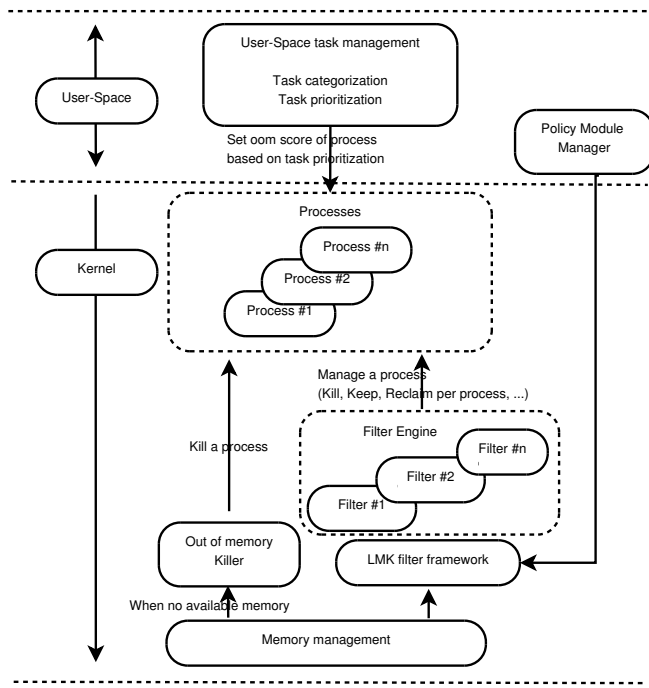 User-Space task management
Task categorization
Task prioritization
User-Space
Policy Module
Manager
Set oom score of process
based on task prioritization
Processes
Process #n
Process #2
Process #1
Kernel
Manage a process
(Kill, Keep, Reclaim per process, ...)
Filter Engine
Filter #n
Filter #2
Filter #1
Kill a process
Out of memory
Killer
LMK filter framework
When no available memory
Memory management